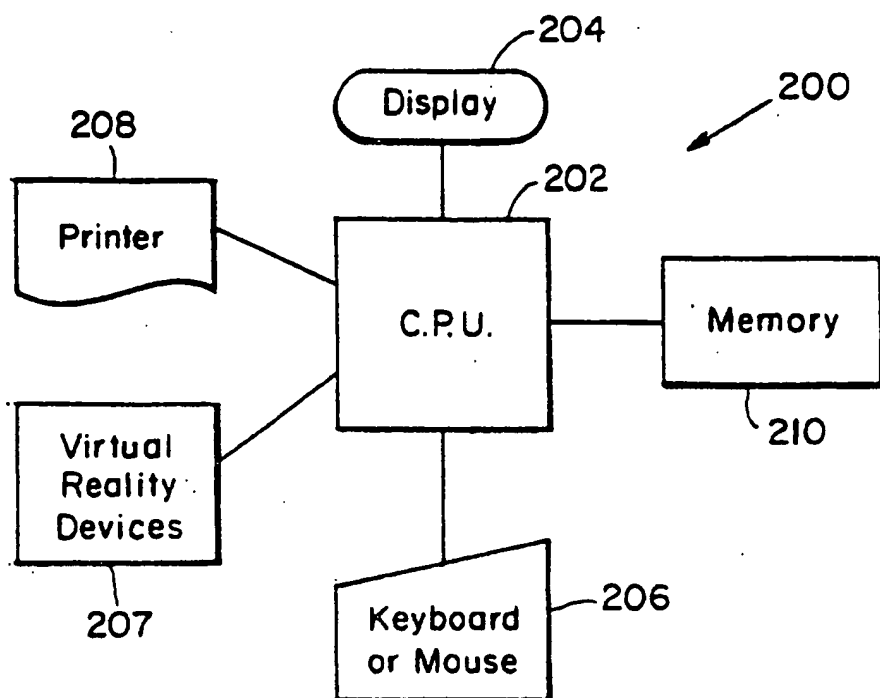 204
Display
200
208
202
Printer
C.P.U.
Memory
210
Virtual
Reality
Devices
207
206
Keyboard
or Mouse